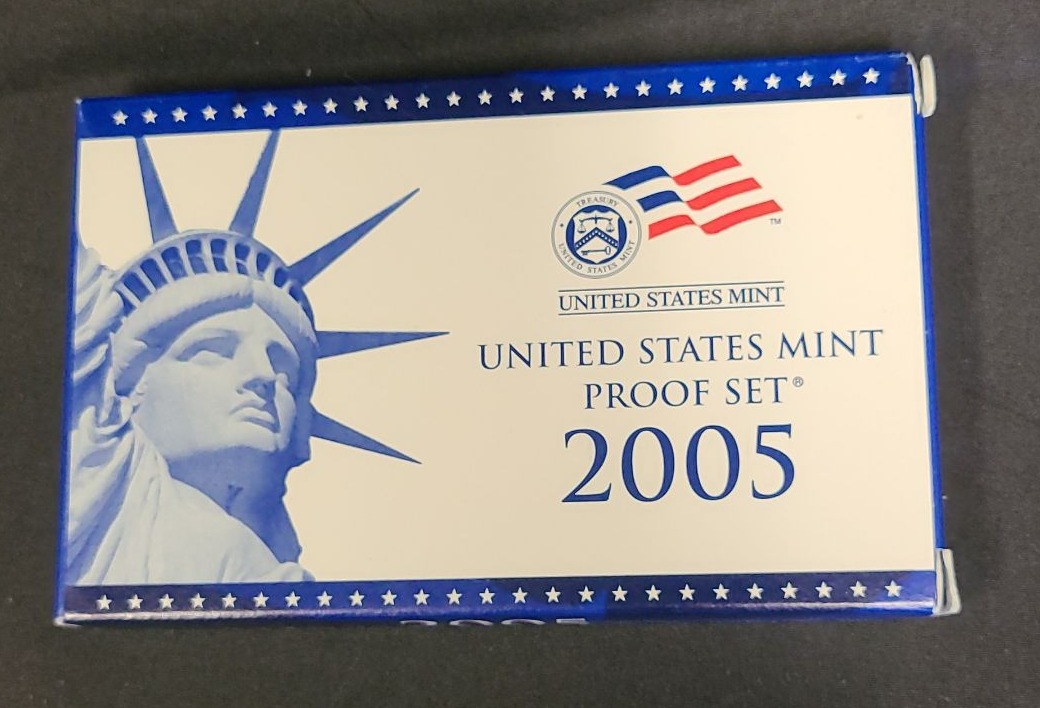 TREASURY
UNITED STATES MINT
™
UNITED STATES MINT
UNITED STATES MINT
PROOF SET®
2005